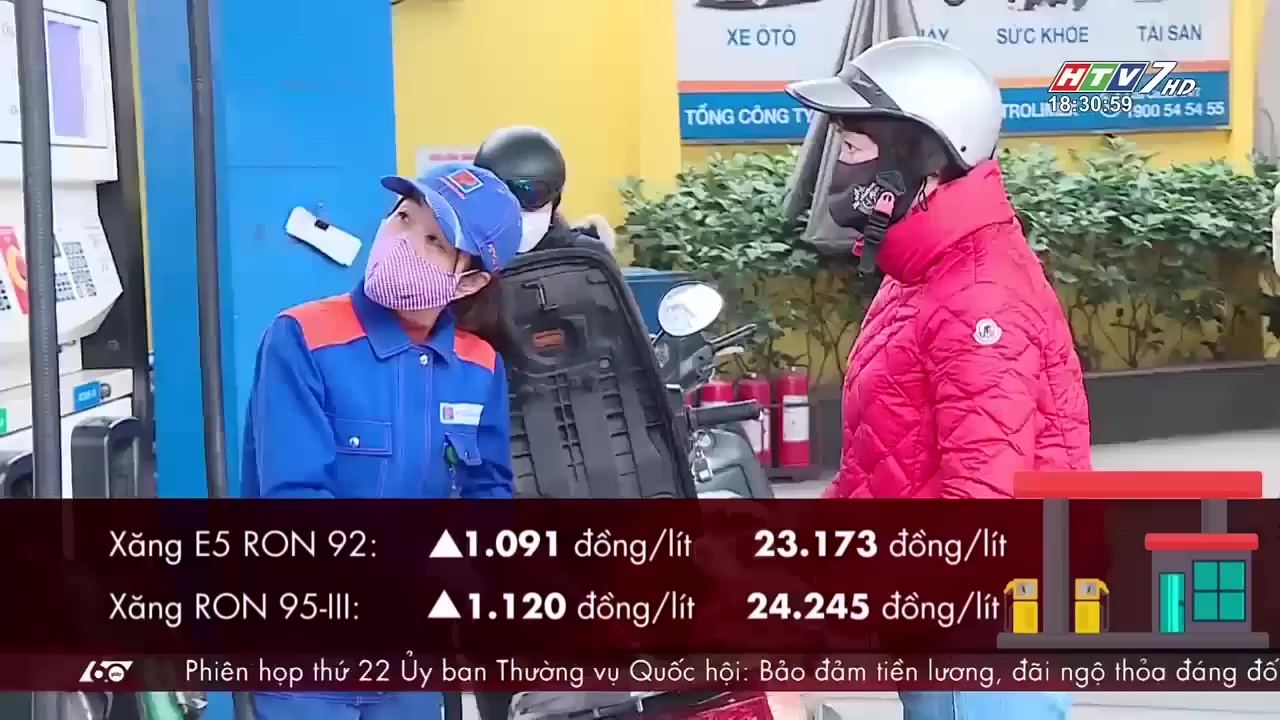 XE ÔTÔ
SỨC KHOẺ
TÀI SẢN
HTV7 HD
18:30:59
TỔNG CÔNG TY
1900 54 54 55
Xăng E5 RON 92: ▲1.091 đồng/lít 23.173 đồng/lít
Xăng RON 95-III: ▲1.120 đồng/lít 24.245 đồng/lít
60
Phiên họp thứ 22 Ủy ban Thường vụ Quốc hội: Bảo đảm tiền lương, đãi ngộ thỏa đáng đố